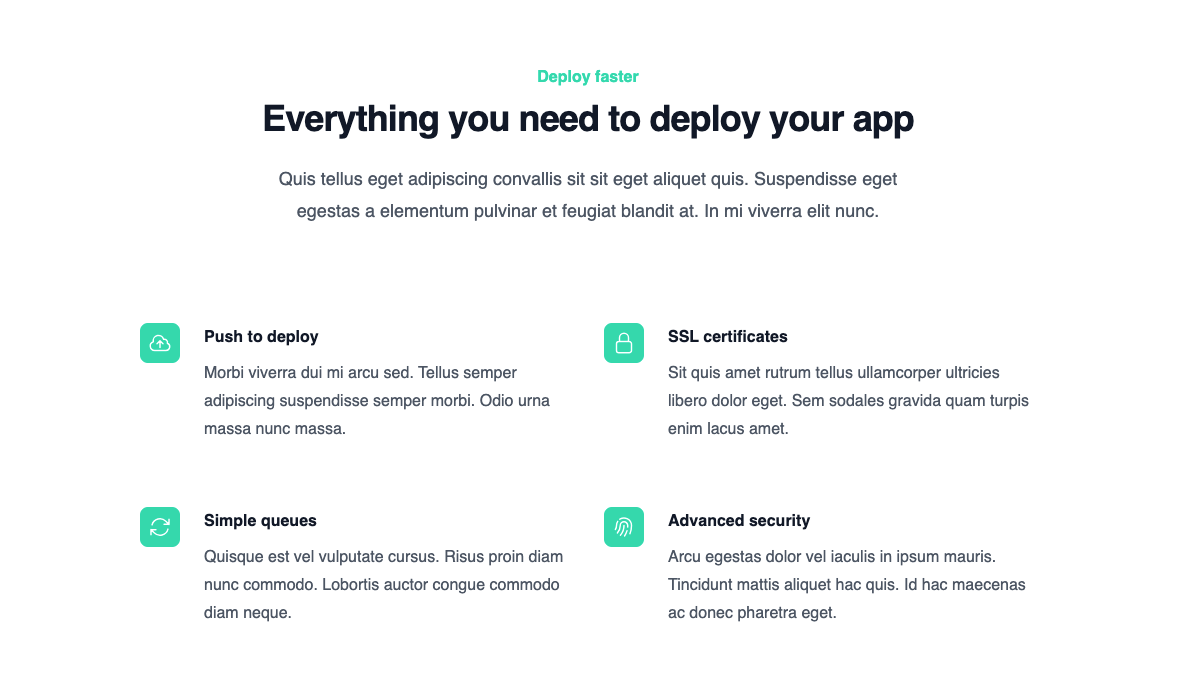 Deploy faster
Everything you need to deploy your app
Quis tellus eget adipiscing convallis sit sit eget aliquet quis. Suspendisse eget
egestas a elementum pulvinar et feugiat blandit at. In mi viverra elit nunc.
Push to deploy
Morbi viverra dui mi arcu sed. Tellus semper
adipiscing suspendisse semper morbi. Odio urna
massa nunc massa.
SSL certificates
Sit quis amet rutrum tellus ullamcorper ultricies
libero dolor eget. Sem sodales gravida quam turpis
enim lacus amet.
Simple queues
Quisque est vel vulputate cursus. Risus proin diam
nunc commodo. Lobortis auctor congue commodo
diam neque.
Advanced security
Arcu egestas dolor vel iaculis in ipsum mauris.
Tincidunt mattis aliquet hac quis. Id hac maecenas
ac donec pharetra eget.